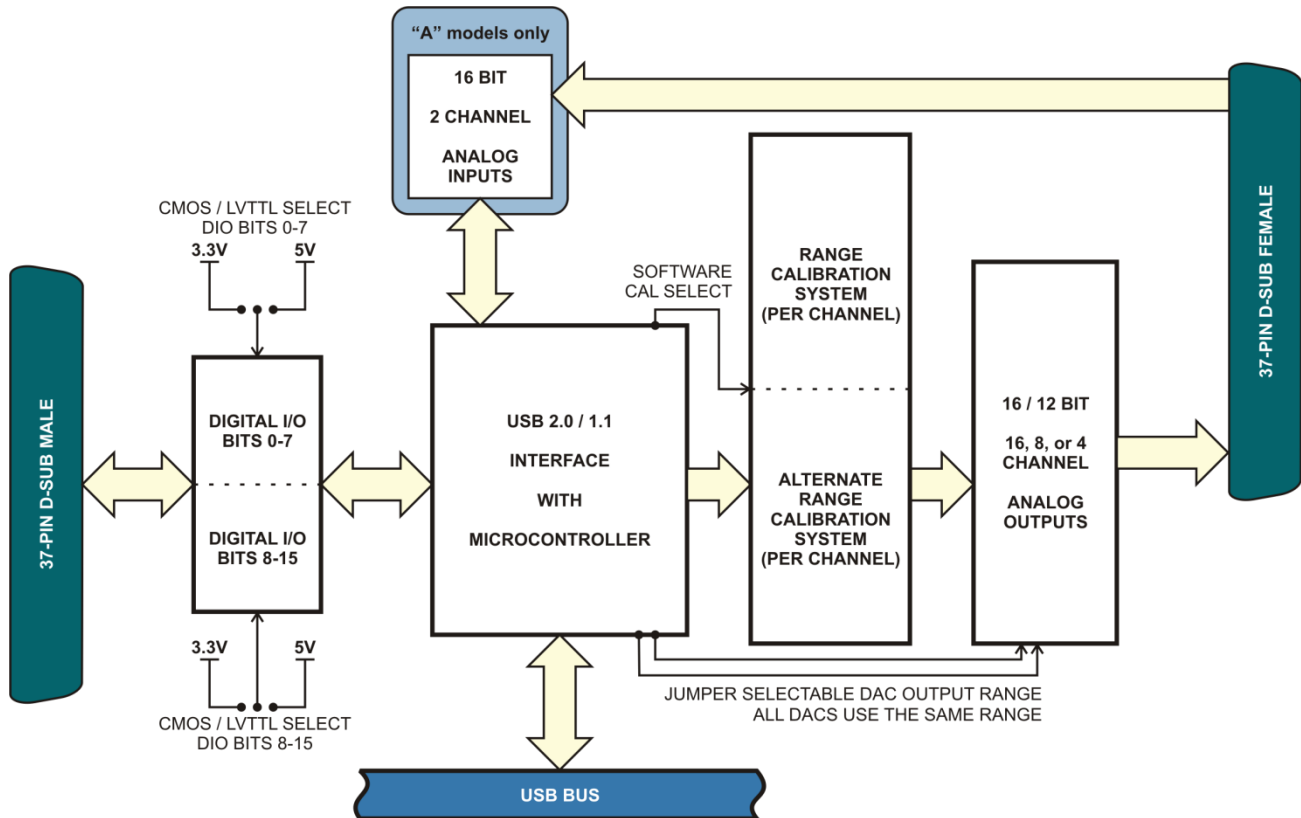 “A” models only
16 BIT
2 CHANNEL
ANALOG
INPUTS
CMOS / LVTTL SELECT
DIO BITS 0-7
3.3V
5V
37-PIN D-SUB MALE
DIGITAL I/O
BITS 0-7
DIGITAL I/O
BITS 8-15
3.3V
5V
CMOS / LVTTL SELECT
DIO BITS 8-15
USB 2.0 / 1.1
INTERFACE
WITH
MICROCONTROLLER
SOFTWARE
CAL SELECT
RANGE
CALIBRATION
SYSTEM
(PER CHANNEL)
ALTERNATE
RANGE
CALIBRATION
SYSTEM
(PER CHANNEL)
16 / 12 BIT
16, 8, or 4
CHANNEL
ANALOG
OUTPUTS
37-PIN D-SUB FEMALE
JUMPER SELECTABLE DAC OUTPUT RANGE
ALL DACS USE THE SAME RANGE
USB BUS